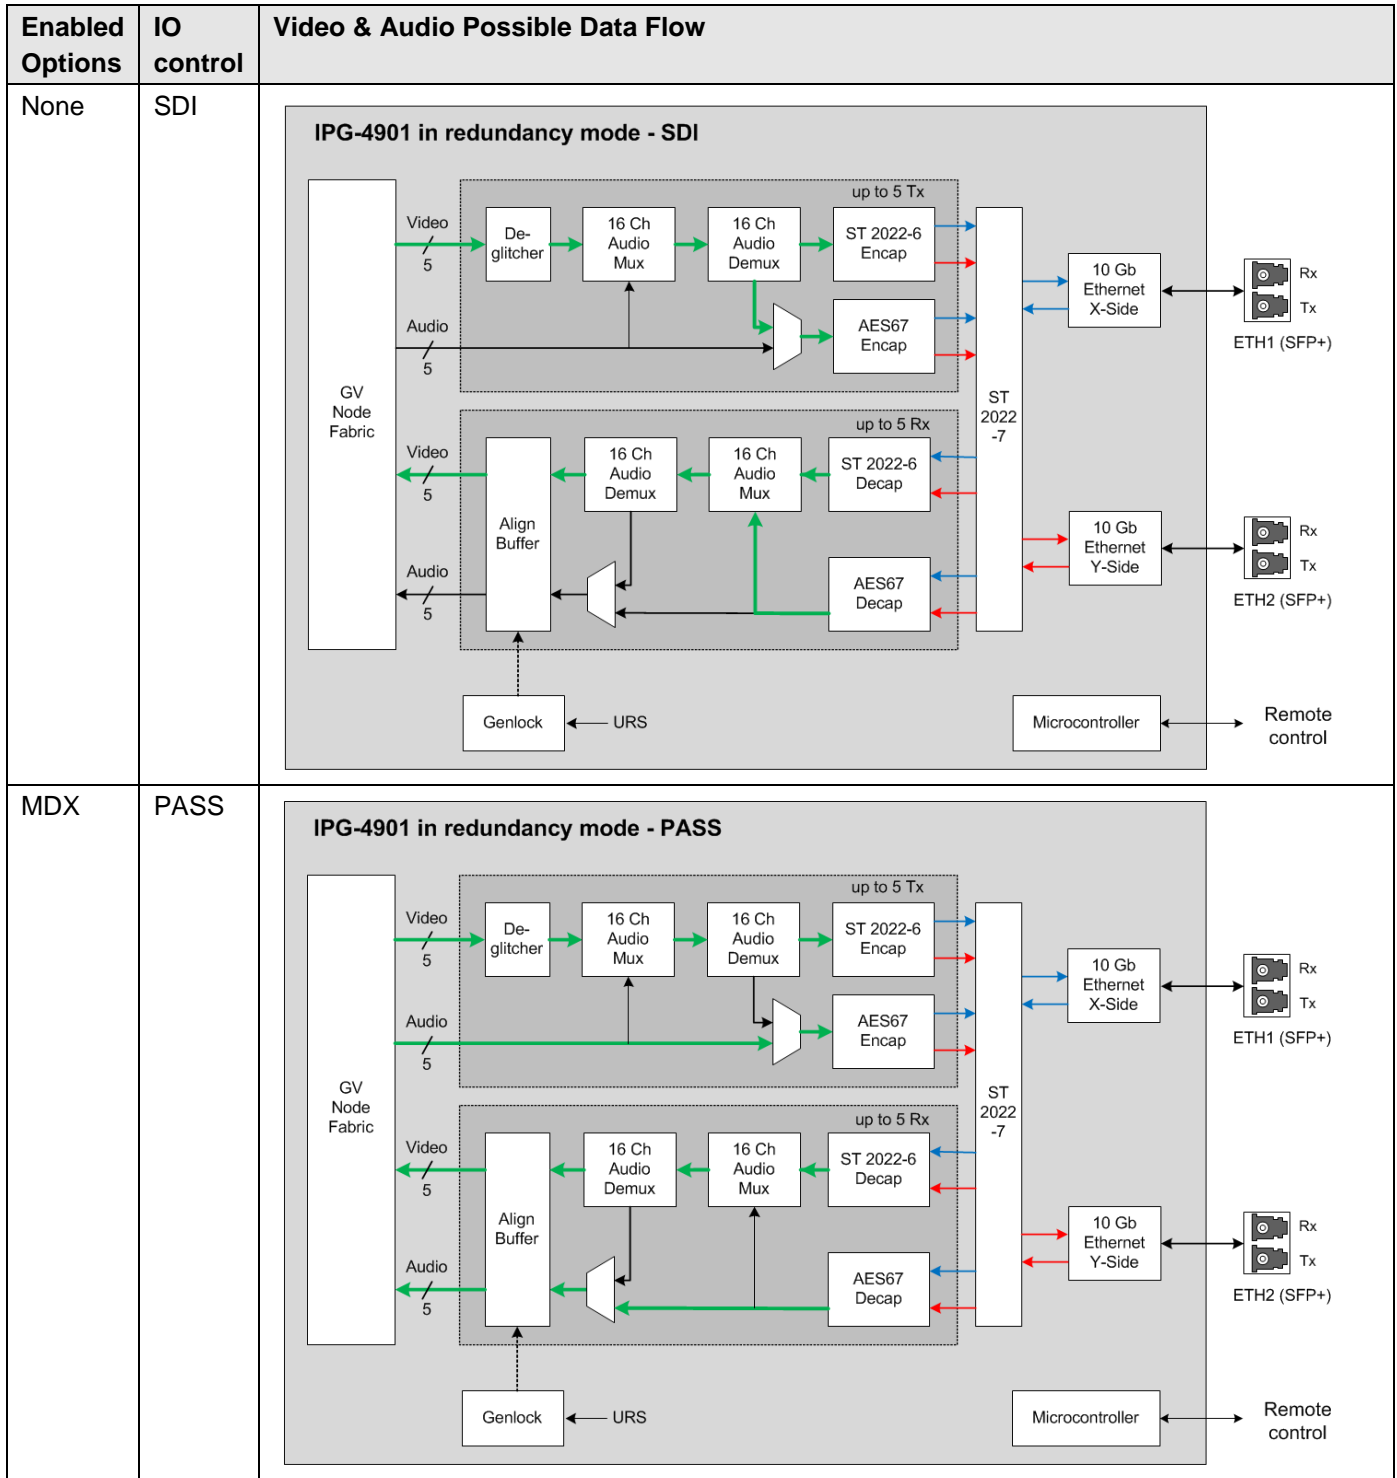 Enabled Options
IO control
Video & Audio Possible Data Flow
None
SDI
IPG-4901 in redundancy mode - SDI
up to 5 Tx
Video
5
De-
glitcher
16 Ch
Audio
Mux
16 Ch
Audio
Demux
ST 2022-6
Encap
Audio
5
AES67
Encap
GV
Node
Fabric
up to 5 Rx
Video
5
Align
Buffer
16 Ch
Audio
Demux
16 Ch
Audio
Mux
ST 2022-6
Decap
Audio
5
AES67
Decap
ST
2022
-7
10 Gb
Ethernet
X-Side
Rx
Tx
ETH1 (SFP+)
10 Gb
Ethernet
Y-Side
Rx
Tx
ETH2 (SFP+)
Genlock
URS
Microcontroller
Remote
control
MDX
PASS
IPG-4901 in redundancy mode - PASS
up to 5 Tx
Video
5
De-
glitcher
16 Ch
Audio
Mux
16 Ch
Audio
Demux
ST 2022-6
Encap
Audio
5
AES67
Encap
GV
Node
Fabric
up to 5 Rx
Video
5
Align
Buffer
16 Ch
Audio
Demux
16 Ch
Audio
Mux
ST 2022-6
Decap
Audio
5
AES67
Decap
ST
2022
-7
10 Gb
Ethernet
X-Side
Rx
Tx
ETH1 (SFP+)
10 Gb
Ethernet
Y-Side
Rx
Tx
ETH2 (SFP+)
Genlock
URS
Microcontroller
Remote
control